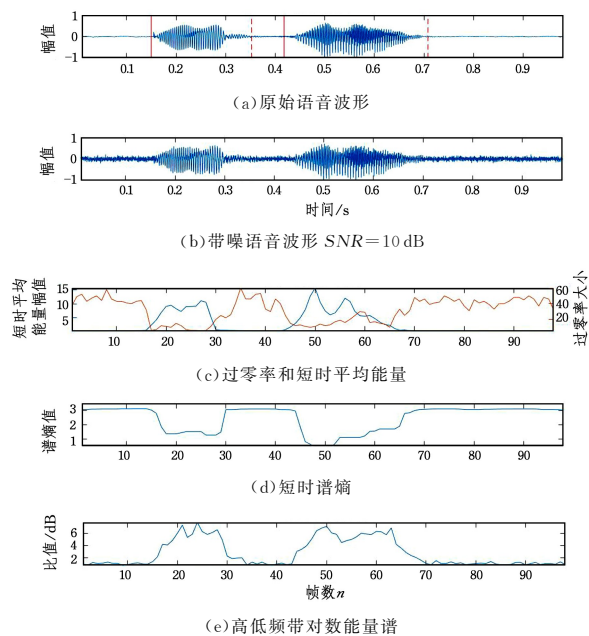 1
0
−1
幅值
0.1 0.2 0.3 0.4 0.5 0.6 0.7 0.8 0.9
(a)原始语音波形
1
0
−1
幅值
0.1 0.2 0.3 0.4 0.5 0.6 0.7 0.8 0.9
时间/s
(b)带噪语音波形 SNR=10 dB
短时平均
能量幅值
15
10
5
60
40
20
过零率大小
10 20 30 40 50 60 70 80 90
(c)过零率和短时平均能量
谱熵值
3
2
1
10 20 30 40 50 60 70 80 90
(d)短时谱熵
比值/dB
6
4
2
10 20 30 40 50 60 70 80 90
帧数n
(e)高低频带对数能量谱